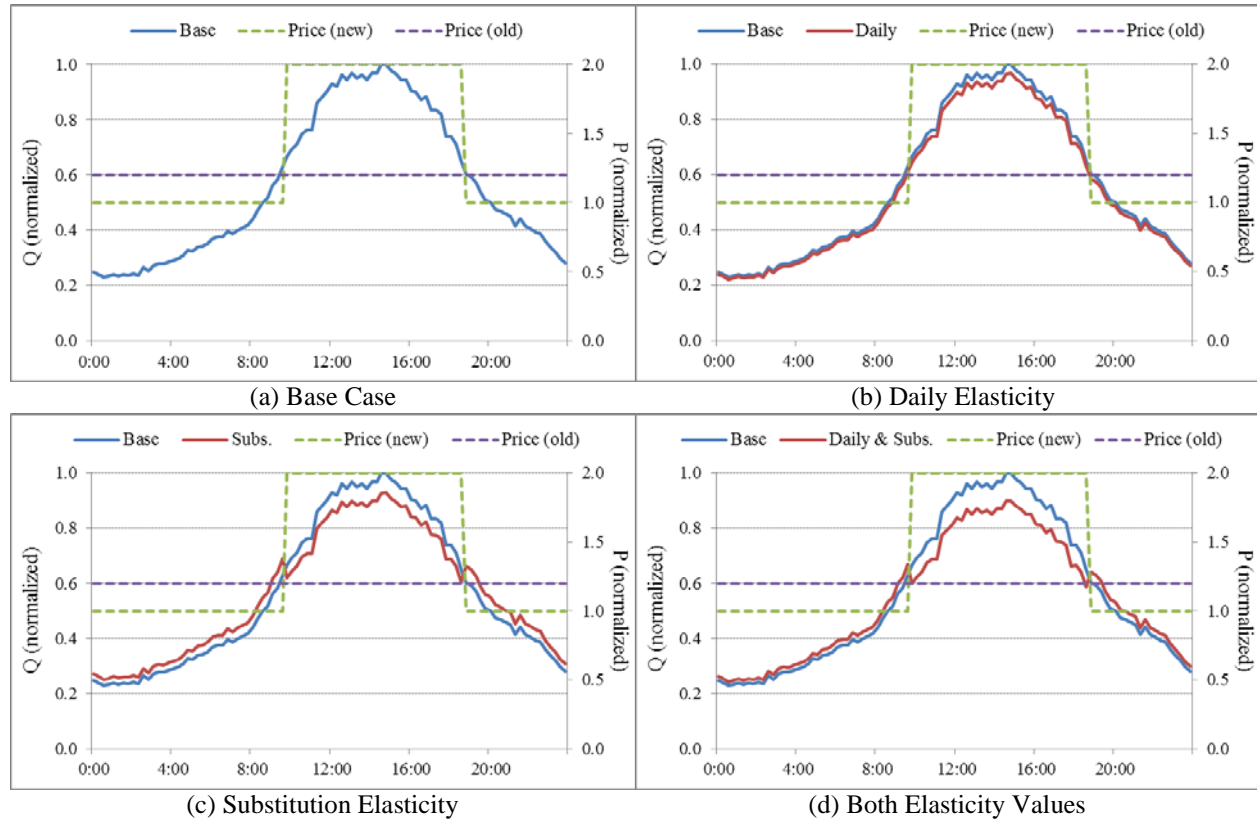 Base Price (new) Price (old)
Q (normalized)
1.0
0.8
0.6
0.4
0.2
0.0
2.0
1.5
1.0
0.5
P (normalized)
0:00 4:00 8:00 12:00 16:00 20:00
(a) Base Case
Base Daily Price (new) Price (old)
Q (normalized)
1.0
0.8
0.6
0.4
0.2
0.0
2.0
1.5
1.0
0.5
P (normalized)
0:00 4:00 8:00 12:00 16:00 20:00
(b) Daily Elasticity
Base Subs. Price (new) Price (old)
Q (normalized)
1.0
0.8
0.6
0.4
0.2
0.0
2.0
1.5
1.0
0.5
P (normalized)
0:00 4:00 8:00 12:00 16:00 20:00
(c) Substitution Elasticity
Base Daily & Subs. Price (new) Price (old)
Q (normalized)
1.0
0.8
0.6
0.4
0.2
0.0
2.0
1.5
1.0
0.5
P (normalized)
0:00 4:00 8:00 12:00 16:00 20:00
(d) Both Elasticity Values